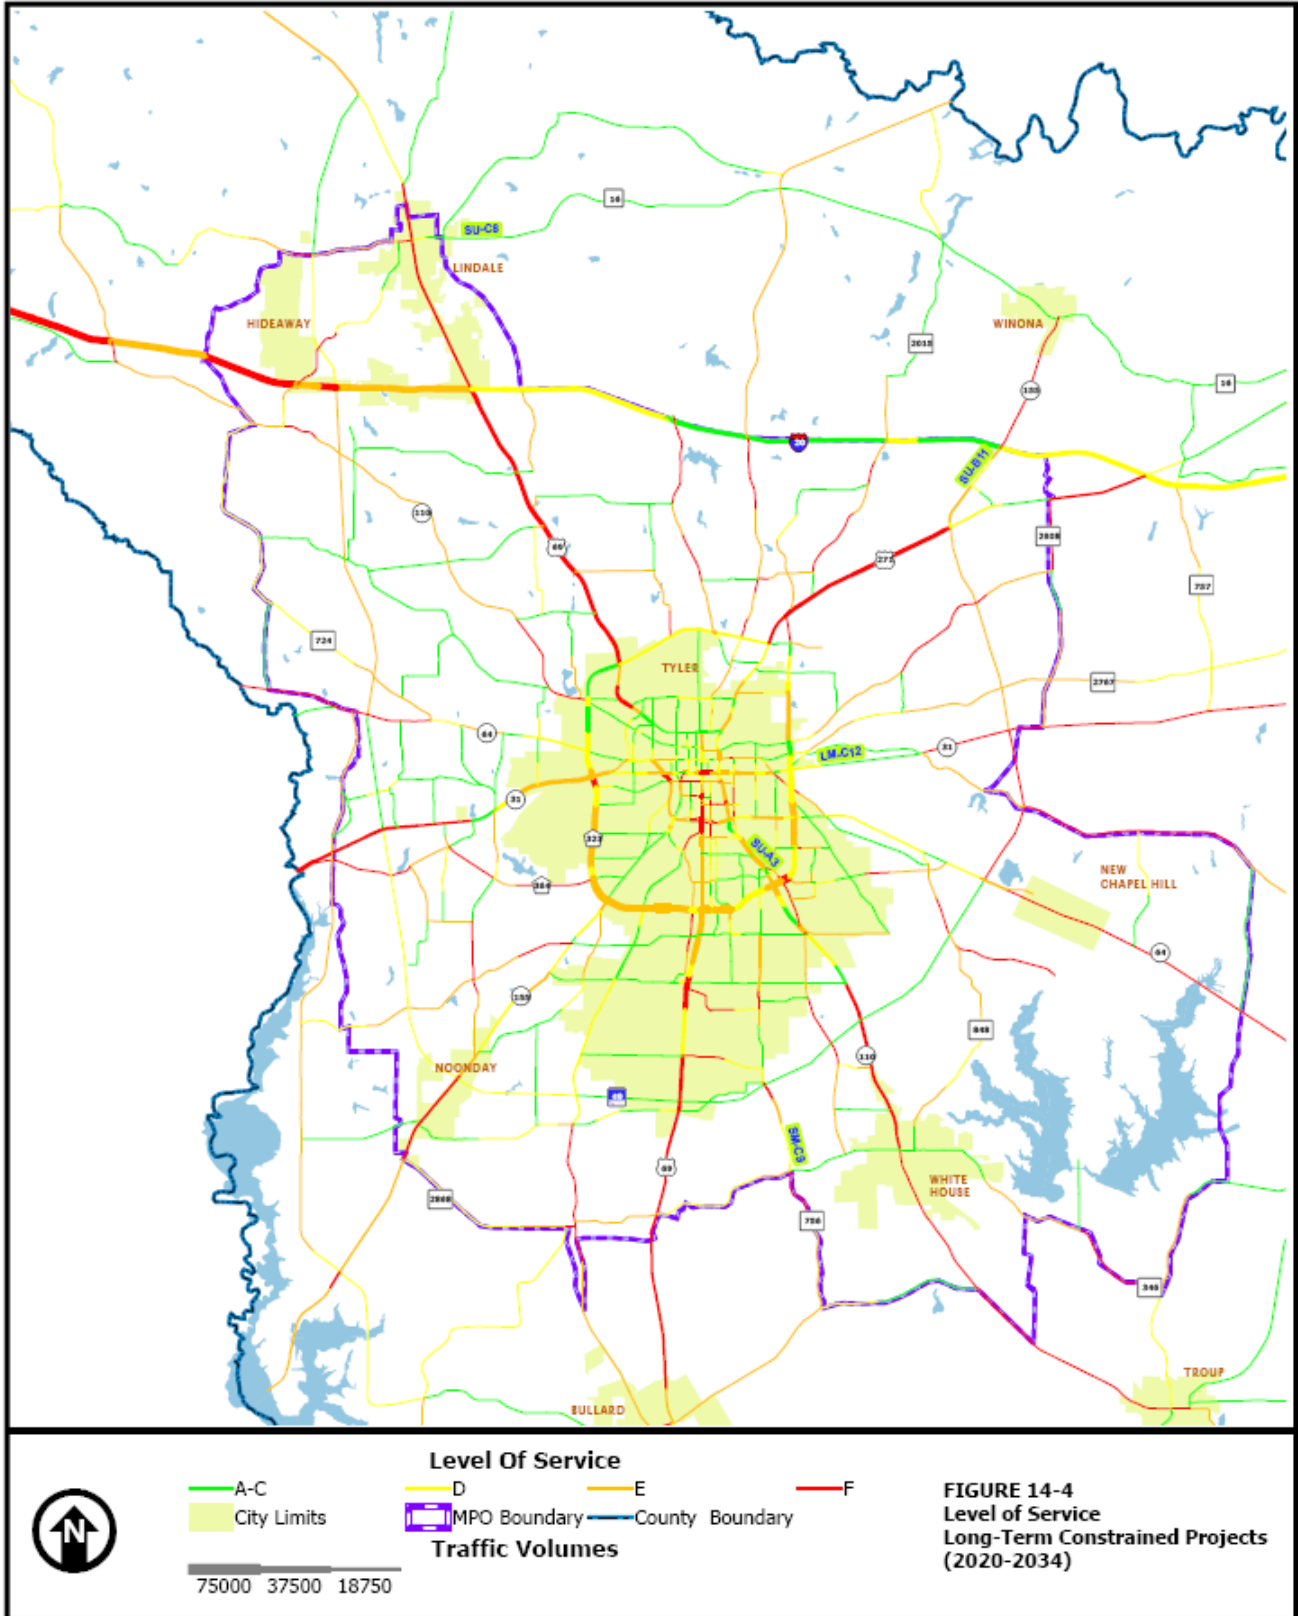 16
SU-C8
LINDALE
HIDEAWAY
WINONA
2015
16
155
SU-B11
110
69
271
2908
757
724
TYLER
2767
64
LM-C12
31
31
323
SU-A3
NEW
CHAPEL HILL
364
64
155
848
NOONDAY
110
49
SM-C9
69
WHITE
HOUSE
2868
756
346
TROUP
BULLARD
Level Of Service
A-C
D
E
F
City Limits
MPO Boundary
County Boundary
Traffic Volumes
75000 37500 18750
N
FIGURE 14-4
Level of Service
Long-Term Constrained Projects
(2020-2034)